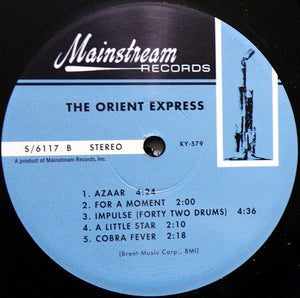 Mainstream
RECORDS
THE ORIENT EXPRESS
S/6117 B STEREO
KY-579
A product of Mainstream Records, Inc.
1. AZAAR 4:24
2. FOR A MOMENT 2:00
3. IMPULSE (FORTY TWO DRUMS) 4:36
4. A LITTLE STAR 2:10
5. COBRA FEVER 2:18
[Brent Music Corp., BMI]